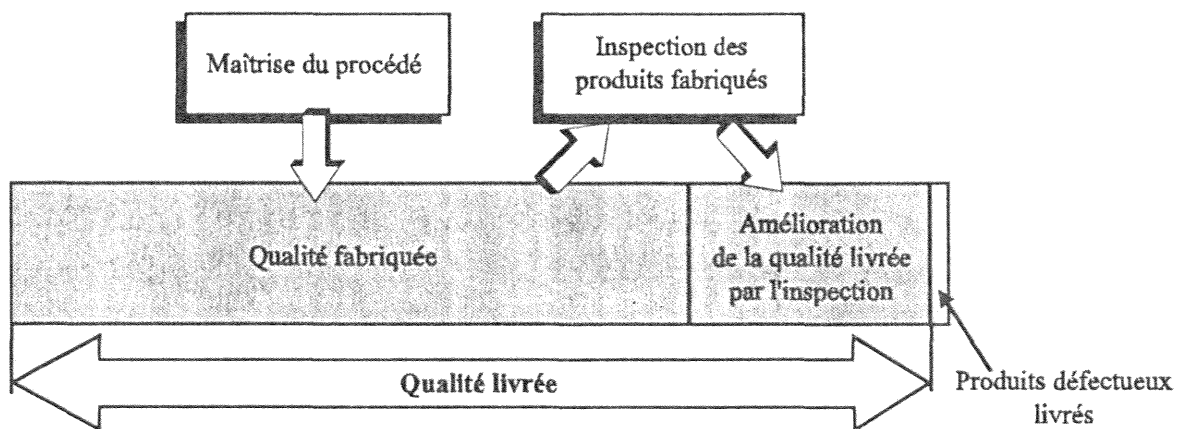 Maîtrise du procédé
Inspection des
produits fabriqués
Qualité fabriquée
Amélioration
de la qualité livrée
par l'inspection
Qualité livrée
Produits défectueux
livrés